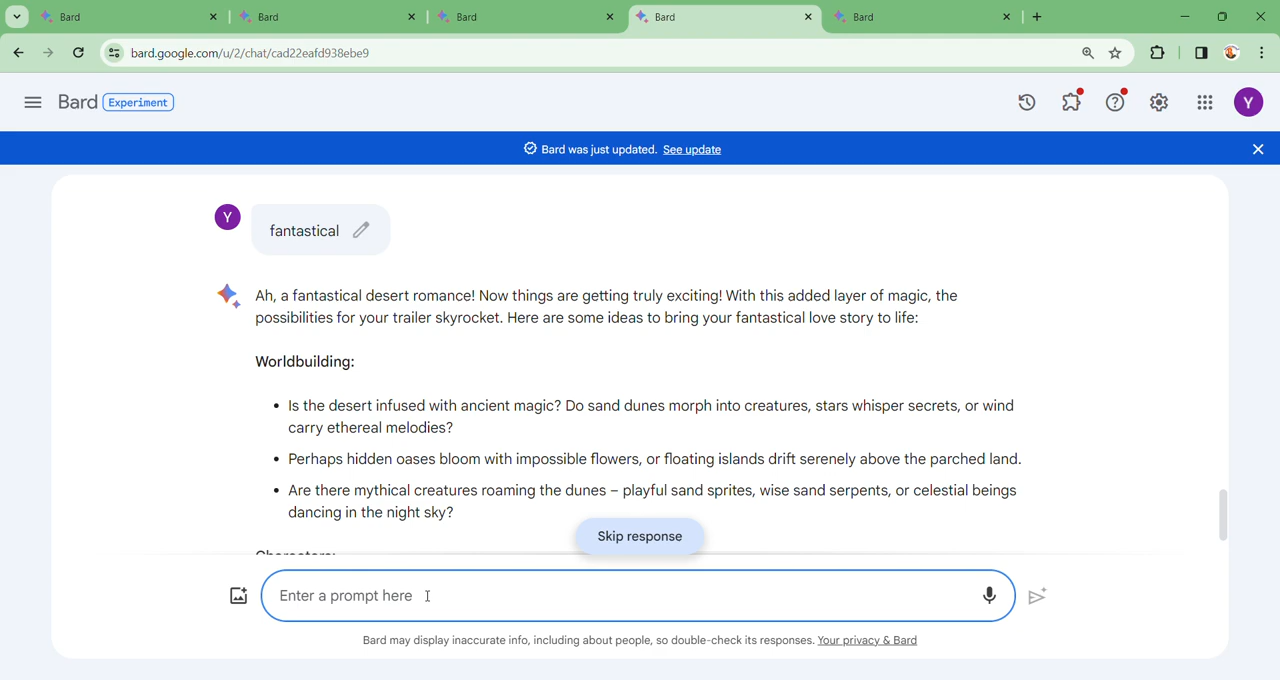 Bard
Bard
Bard
Bard
Bard
bard.google.com/u/2/chat/cad22eafd938ebe9
Bard Experiment
Y
Bard was just updated. See update
Y
fantastical
Ah, a fantastical desert romance! Now things are getting truly exciting! With this added layer of magic, the
possibilities for your trailer skyrocket. Here are some ideas to bring your fantastical love story to life:
Worldbuilding:
• Is the desert infused with ancient magic? Do sand dunes morph into creatures, stars whisper secrets, or wind
carry ethereal melodies?
• Perhaps hidden oases bloom with impossible flowers, or floating islands drift serenely above the parched land.
• Are there mythical creatures roaming the dunes – playful sand sprites, wise sand serpents, or celestial beings
dancing in the night sky?
Skip response
Characters:
Enter a prompt here
Bard may display inaccurate info, including about people, so double-check its responses. Your privacy & Bard